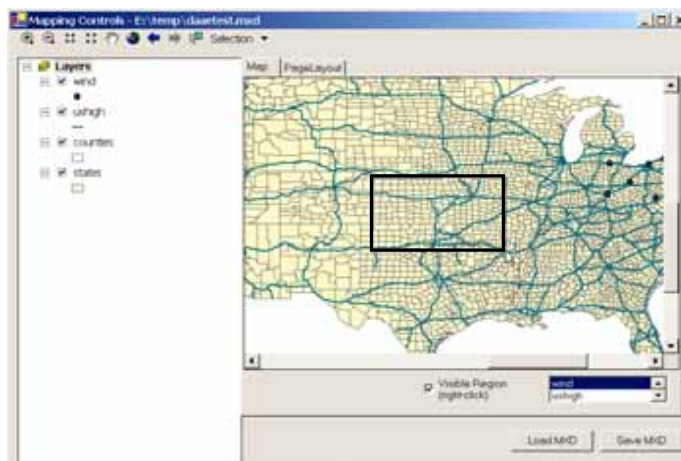 Mapping Controls - E:\temp\daaetest.mxd
Selection
Layers
wind
ushigh
counties
states
Map PageLayout
Visible Region
(right-click)
wind
ushigh
Load MXD Save MXD